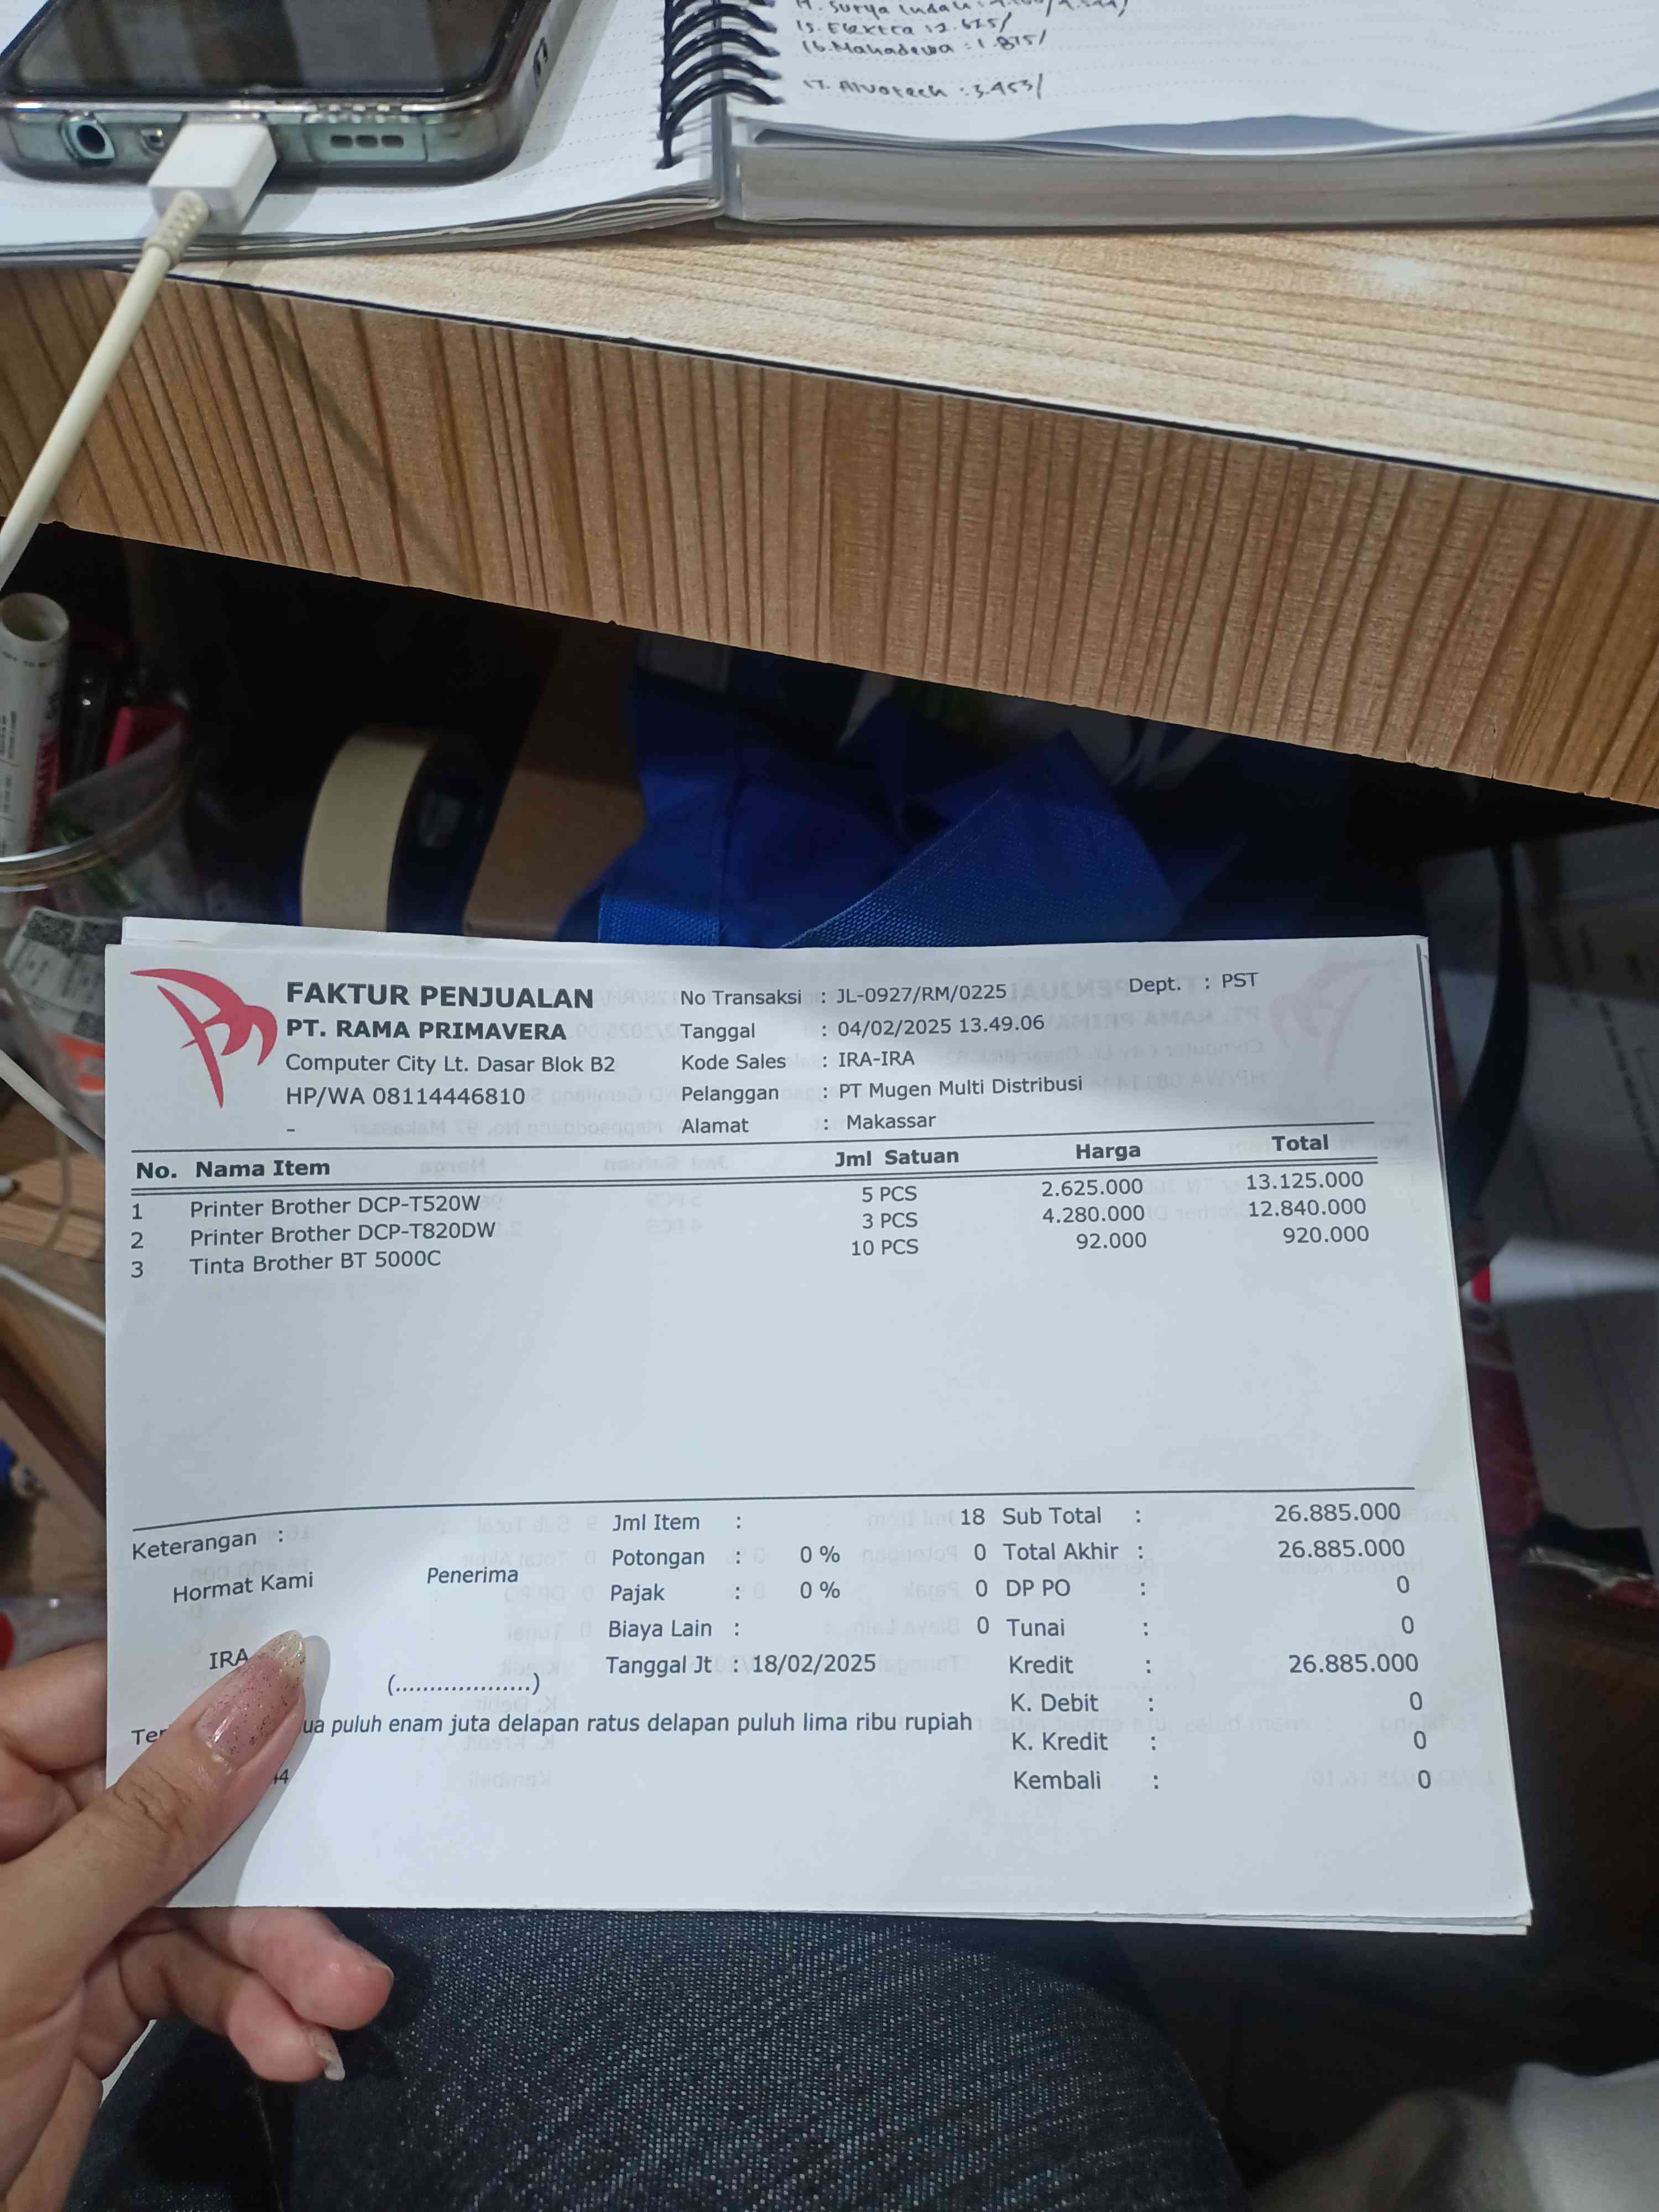 15. Elektra : 2.625/
16. Mahadewa : 1.875/
17. Alvotech : 3.453/
FAKTUR PENJUALAN
PT. RAMA PRIMAVERA
Computer City Lt. Dasar Blok B2
HP/WA 08114446810
-
No Transaksi : JL-0927/RM/0225 Dept. : PST
Tanggal : 04/02/2025 13.49.06
Kode Sales : IRA-IRA
Pelanggan : PT Mugen Multi Distribusi
Alamat : Makassar
No. Nama Item Jml Satuan Harga Total
1 Printer Brother DCP-T520W 5 PCS 2.625.000 13.125.000
2 Printer Brother DCP-T820DW 3 PCS 4.280.000 12.840.000
3 Tinta Brother BT 5000C 10 PCS 92.000 920.000
Keterangan :
Hormat Kami Penerima
IRA (...................)
Jml Item : 18 Sub Total : 26.885.000
Potongan : 0 % 0 Total Akhir : 26.885.000
Pajak : 0 % 0 DP PO : 0
Biaya Lain : 0 Tunai : 0
Tanggal Jt : 18/02/2025 Kredit : 26.885.000
K. Debit : 0
puluh enam juta delapan ratus delapan puluh lima ribu rupiah
K. Kredit : 0
Kembali : 0